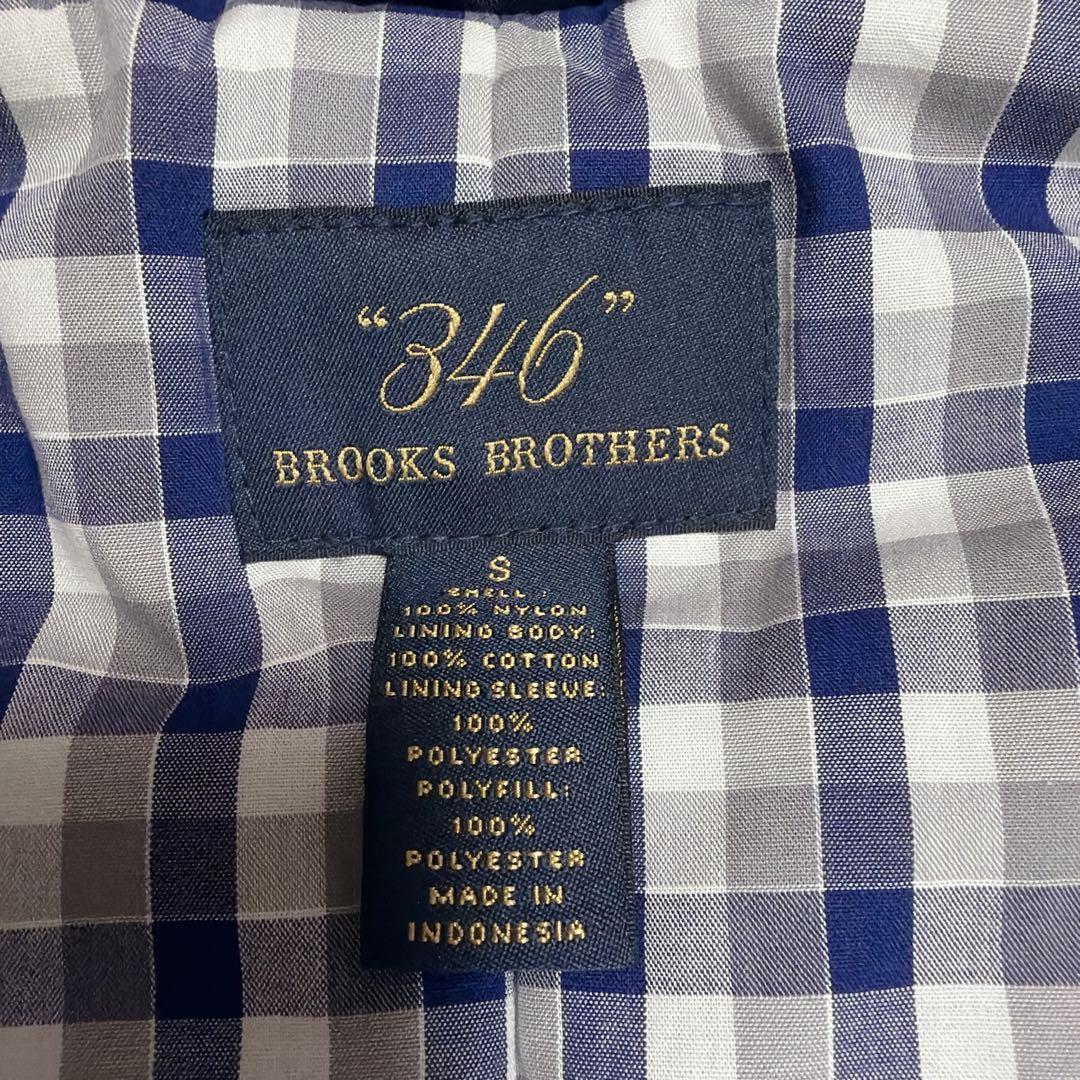 “346”
BROOKS BROTHERS
S
SHELL :
100% NYLON
LINING BODY:
100% COTTON
LINING SLEEVE:
100%
POLYESTER
POLYFILL:
100%
POLYESTER
MADE IN
INDONESIA